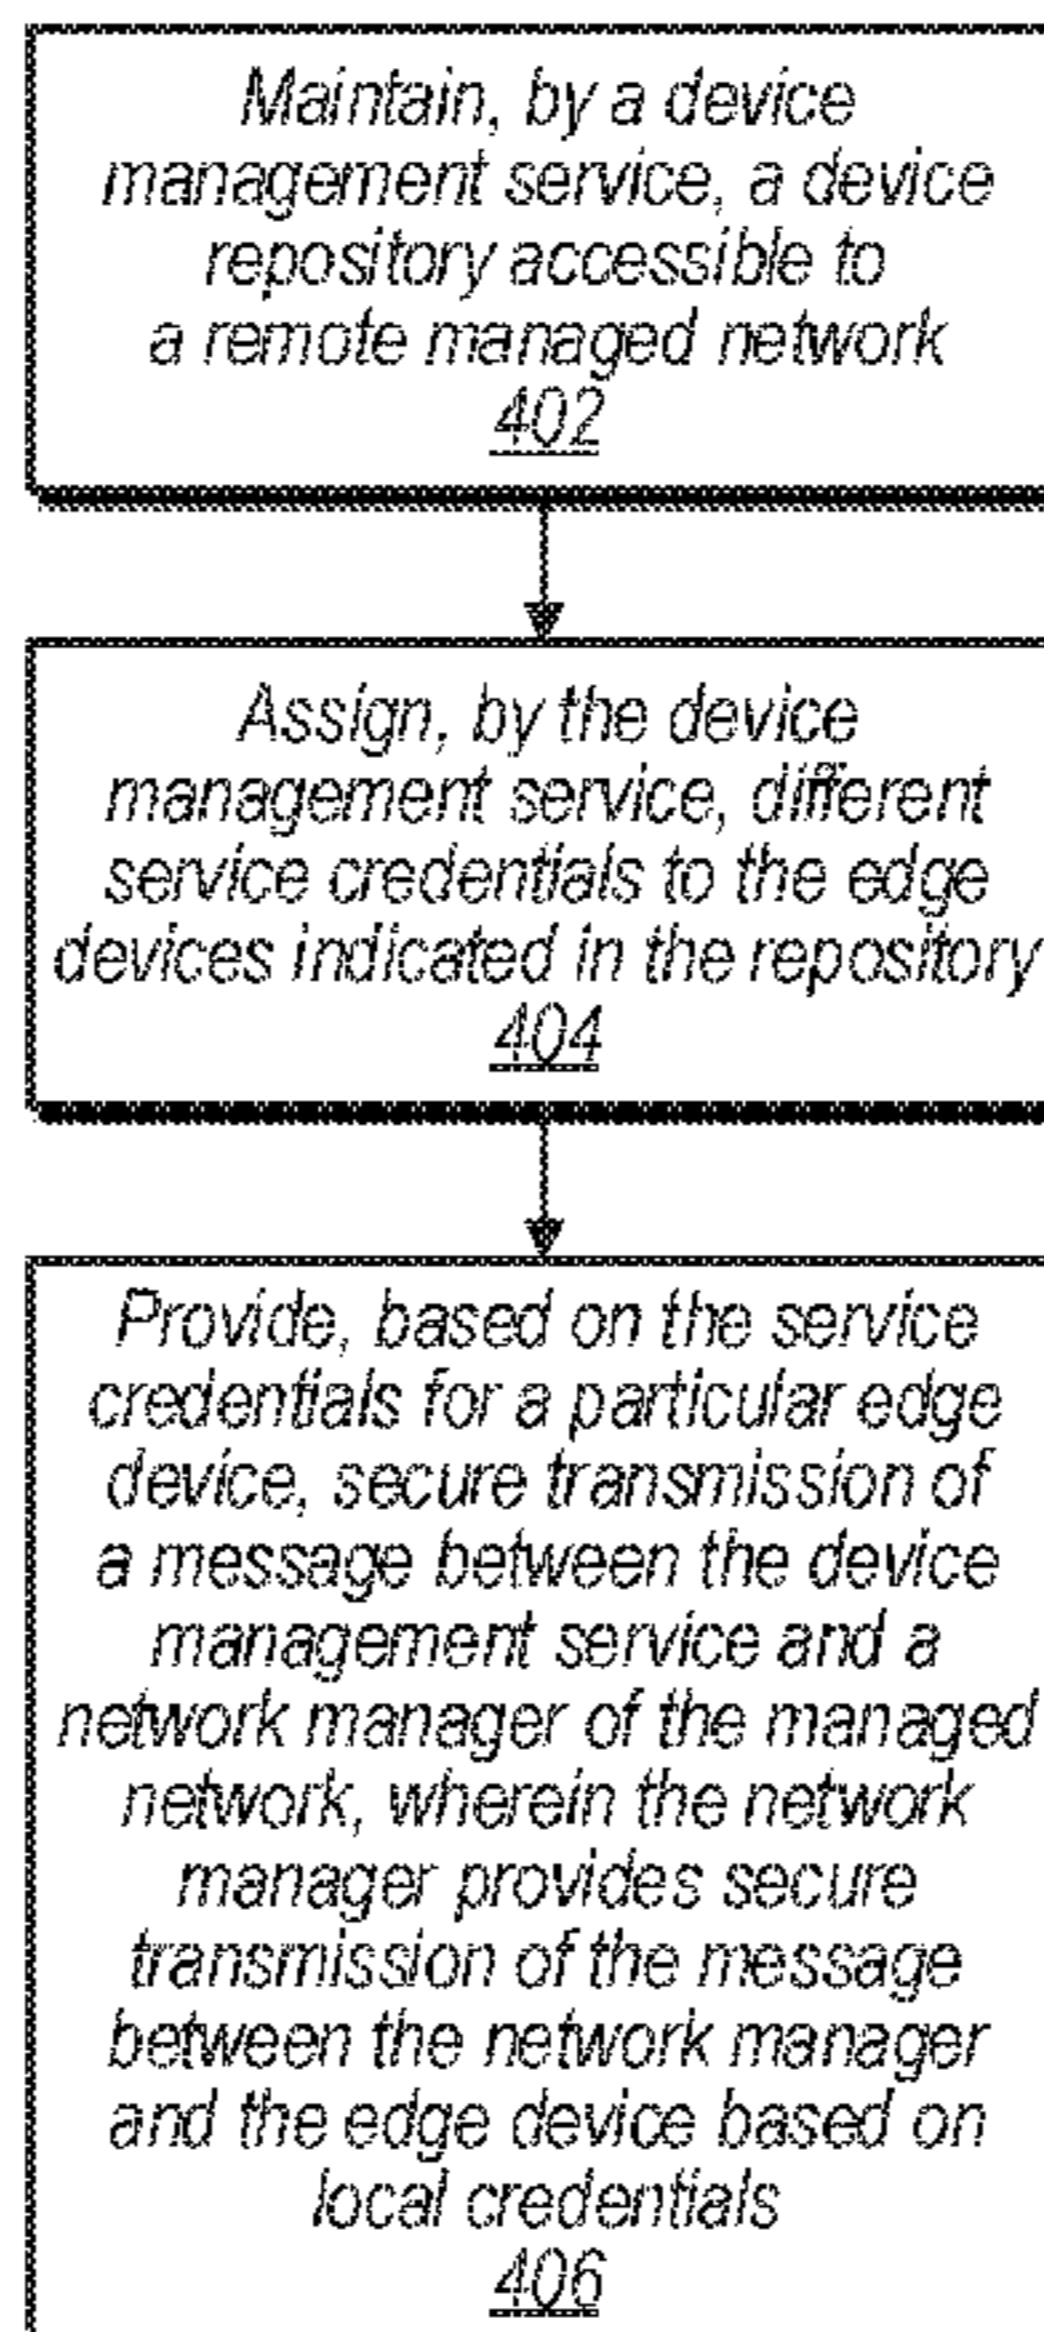 Maintain, by a device
management service, a device
repository accessible to
a remote managed network
402
Assign, by the device
management service, different
service credentials to the edge
devices indicated in the repository
404
Provide, based on the service
credentials for a particular edge
device, secure transmission of
a message between the device
management service and a
network manager of the managed
network, wherein the network
manager provides secure
transmission of the message
between the network manager
and the edge device based on
local credentials
406